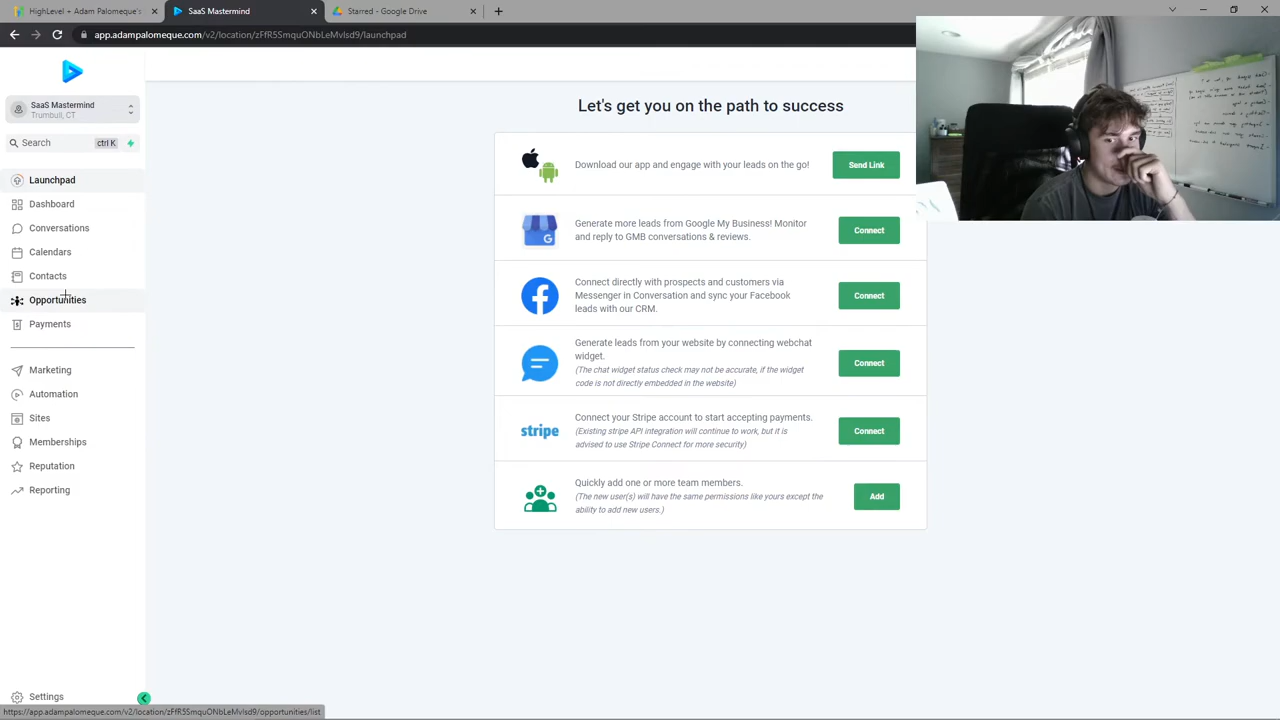 HighLevel + Adam Palomeque's
SaaS Mastermind
Starred - Google Drive
app.adampalomeque.com/v2/location/zFfR5SmquONbLeMvlsd9/launchpad
SaaS Mastermind
Trumbull, CT
Search
ctrl K
Launchpad
Dashboard
Conversations
Calendars
Contacts
Opportunities
Payments
Marketing
Automation
Sites
Memberships
Reputation
Reporting
Settings
Let's get you on the path to success
Download our app and engage with your leads on the go!
Send Link
Generate more leads from Google My Business! Monitor
and reply to GMB conversations & reviews.
Connect
Connect directly with prospects and customers via
Messenger in Conversation and sync your Facebook
leads with our CRM.
Connect
Generate leads from your website by connecting webchat
widget.
(The chat widget status check may not be accurate, if the widget
code is not directly embedded in the website)
Connect
stripe
Connect your Stripe account to start accepting payments.
(Existing stripe API integration will continue to work, but it is
advised to use Stripe Connect for more security)
Connect
Quickly add one or more team members.
(The new user(s) will have the same permissions like yours except the
ability to add new users.)
Add
https://app.adampalomeque.com/v2/location/zFfR5SmquONbLeMvlsd9/opportunities/list